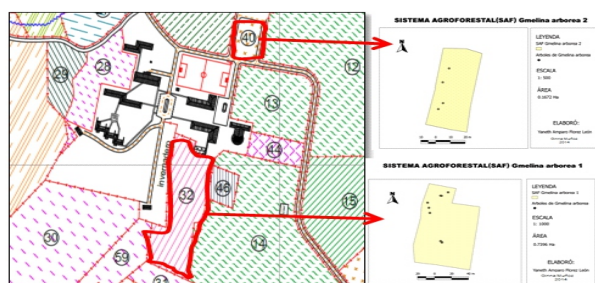 SISTEMA AGROFORESTAL(SAF) Gmelina arborea 2
LEYENDA
SAF Gmelina arborea 2
Arboles de Gmelina arborea
ESCALA
1: 500
ÁREA
0.1672 Ha
ELABORÓ:
Yaneth Amparo Florez León
2014
SISTEMA AGROFORESTAL(SAF) Gmelina arborea 1
LEYENDA
SAF Gmelina arborea 1
Arboles de Gmelina arborea
ESCALA
1: 1000
ÁREA
ELABORÓ:
Yaneth Amparo Florez León
2014
40
29
28
12
13
44
invernadero
32
46
15
30
14
59
31